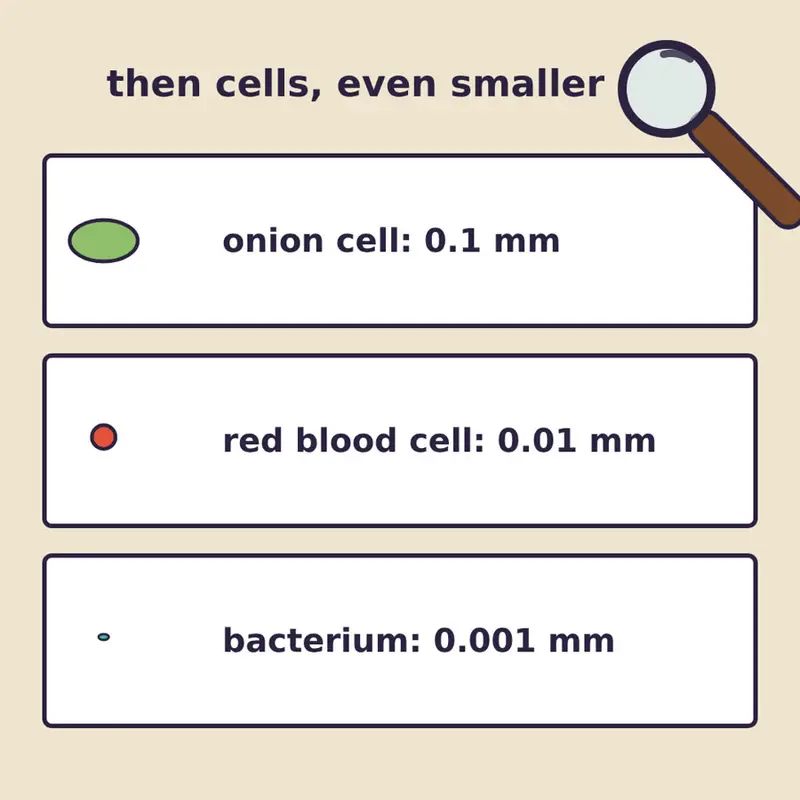 then cells, even smaller
onion cell: 0.1 mm
red blood cell: 0.01 mm
bacterium: 0.001 mm